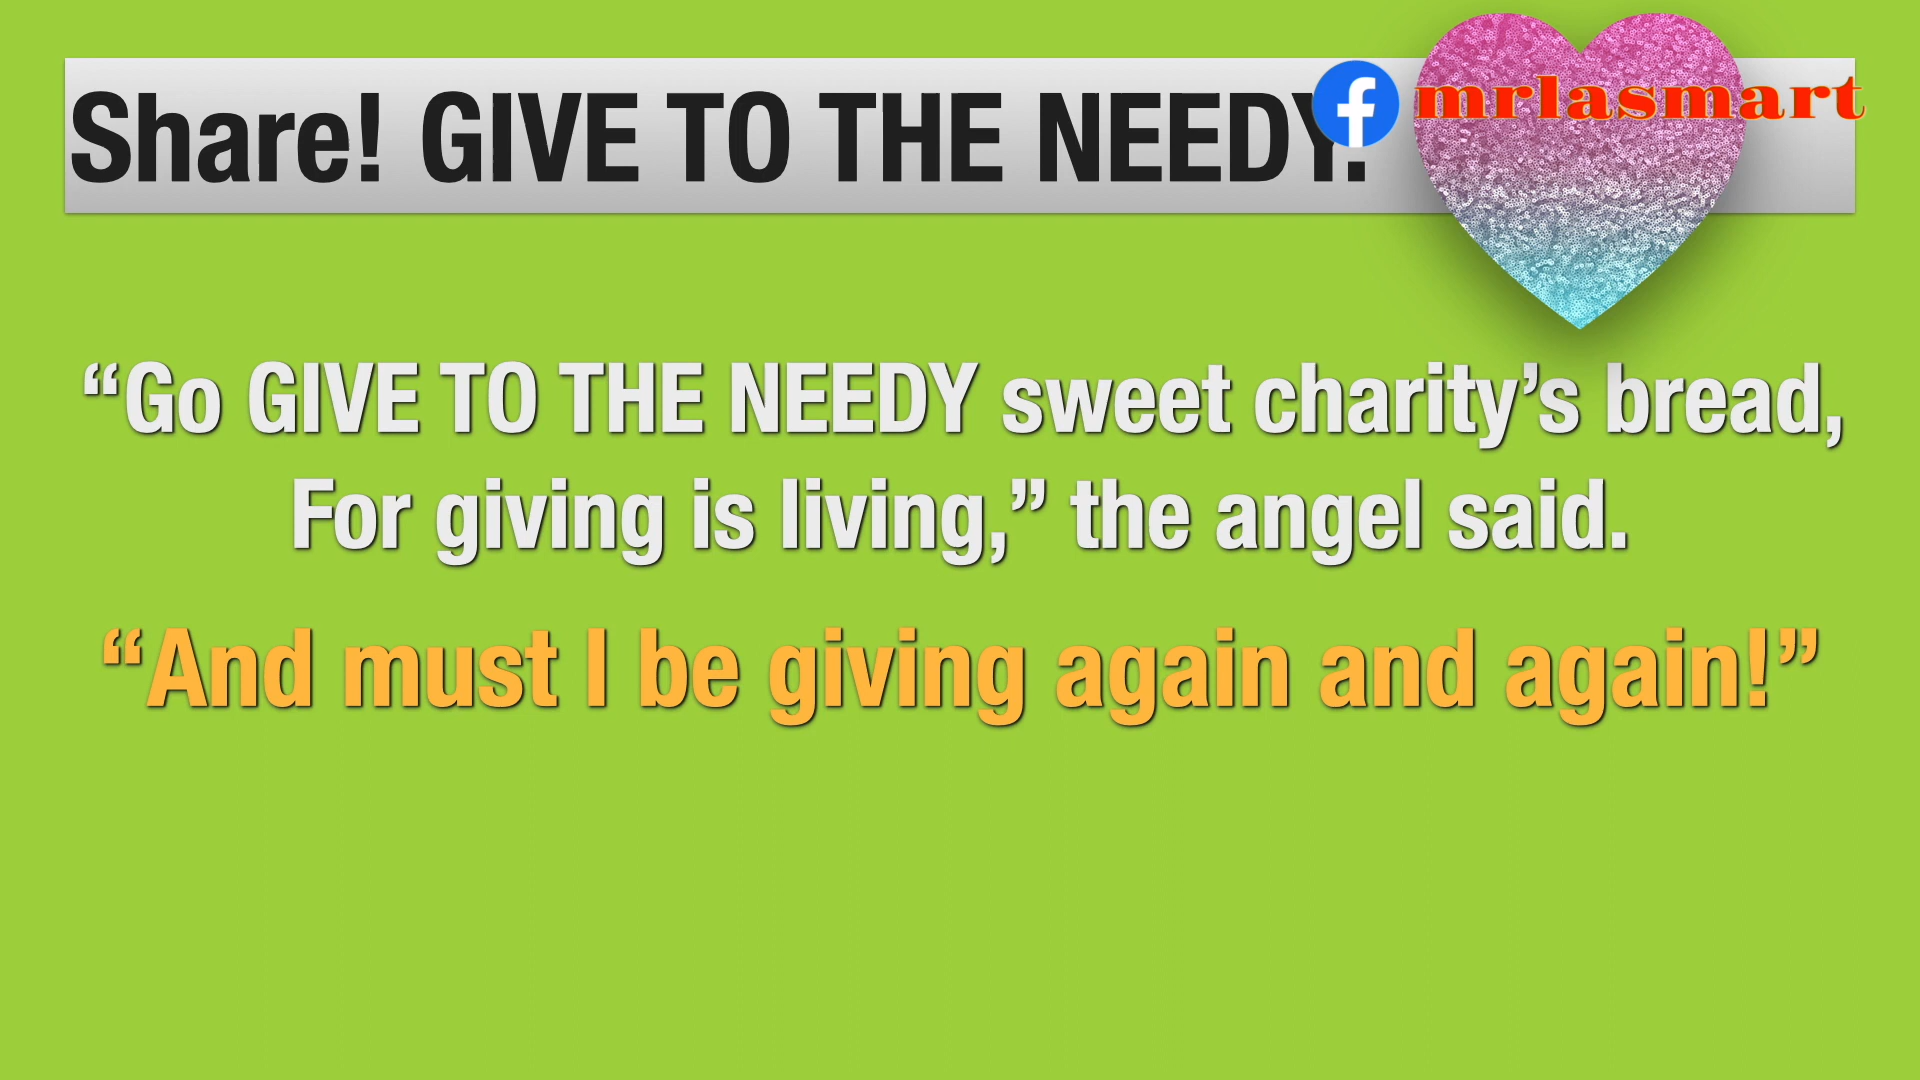 Share! GIVE TO THE NEEDY.
mrlasmart
“Go GIVE TO THE NEEDY sweet charity’s bread,
For giving is living,” the angel said.
“And must I be giving again and again!”